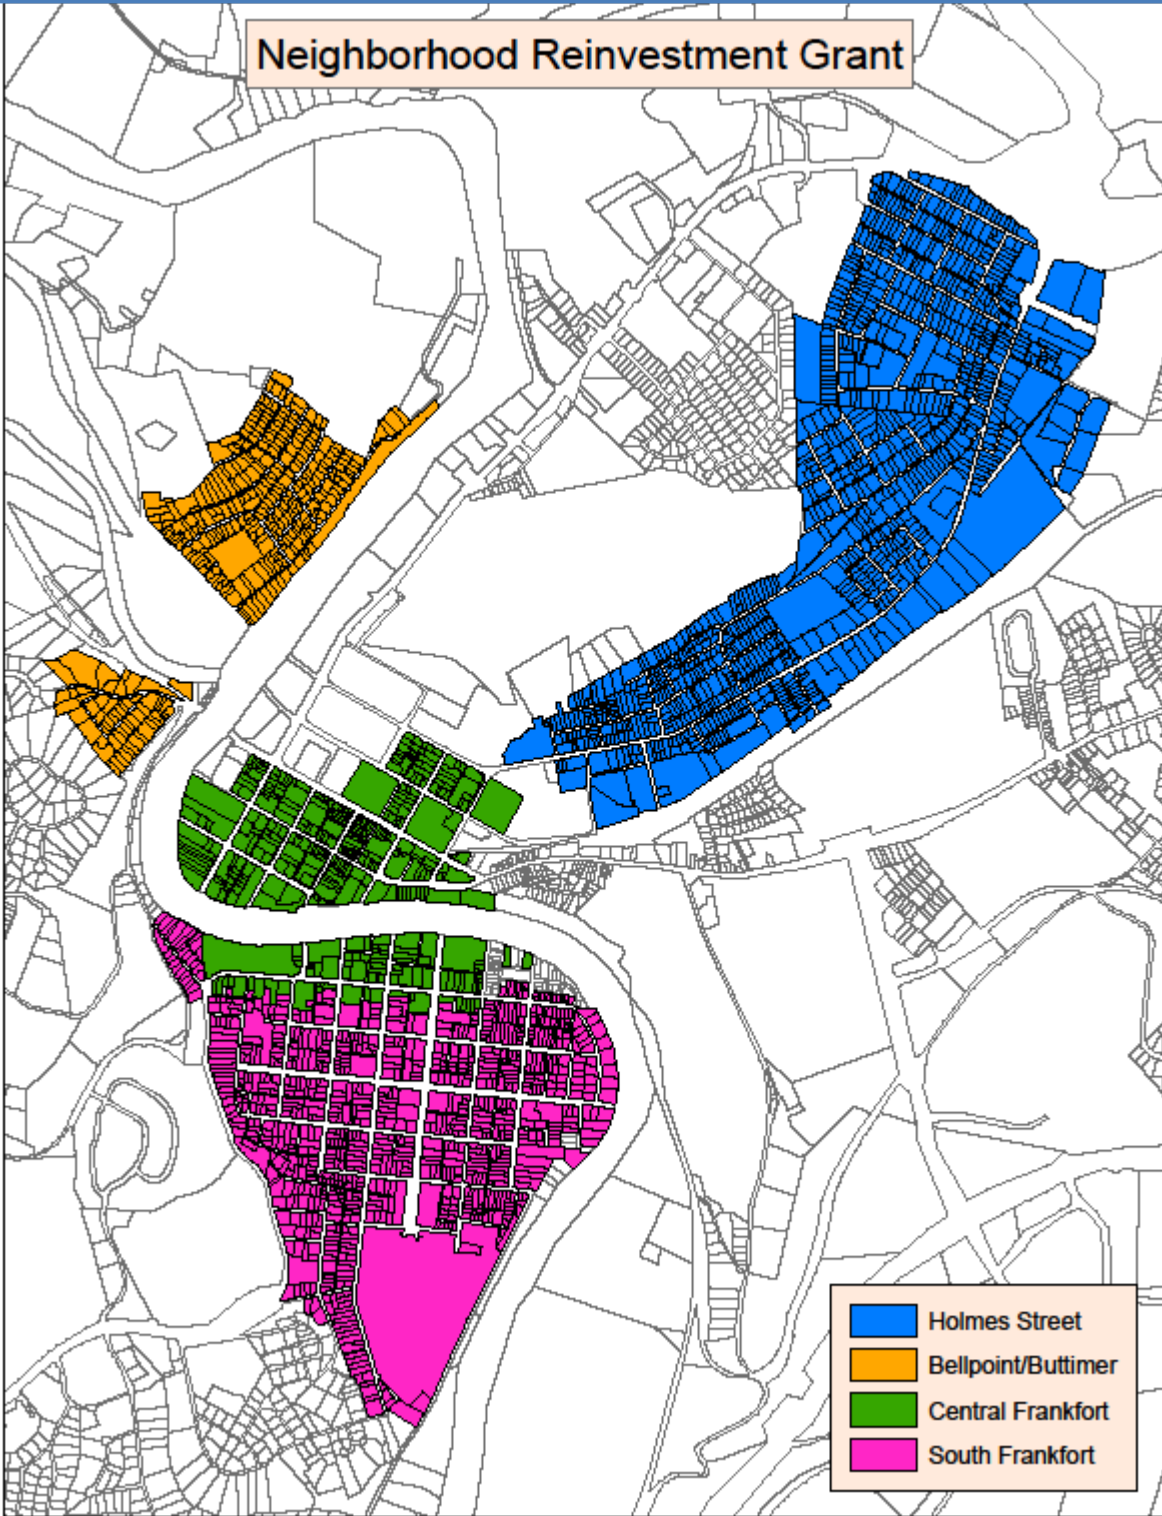 Neighborhood Reinvestment Grant
Holmes Street
Bellpoint/Buttimer
Central Frankfort
South Frankfort